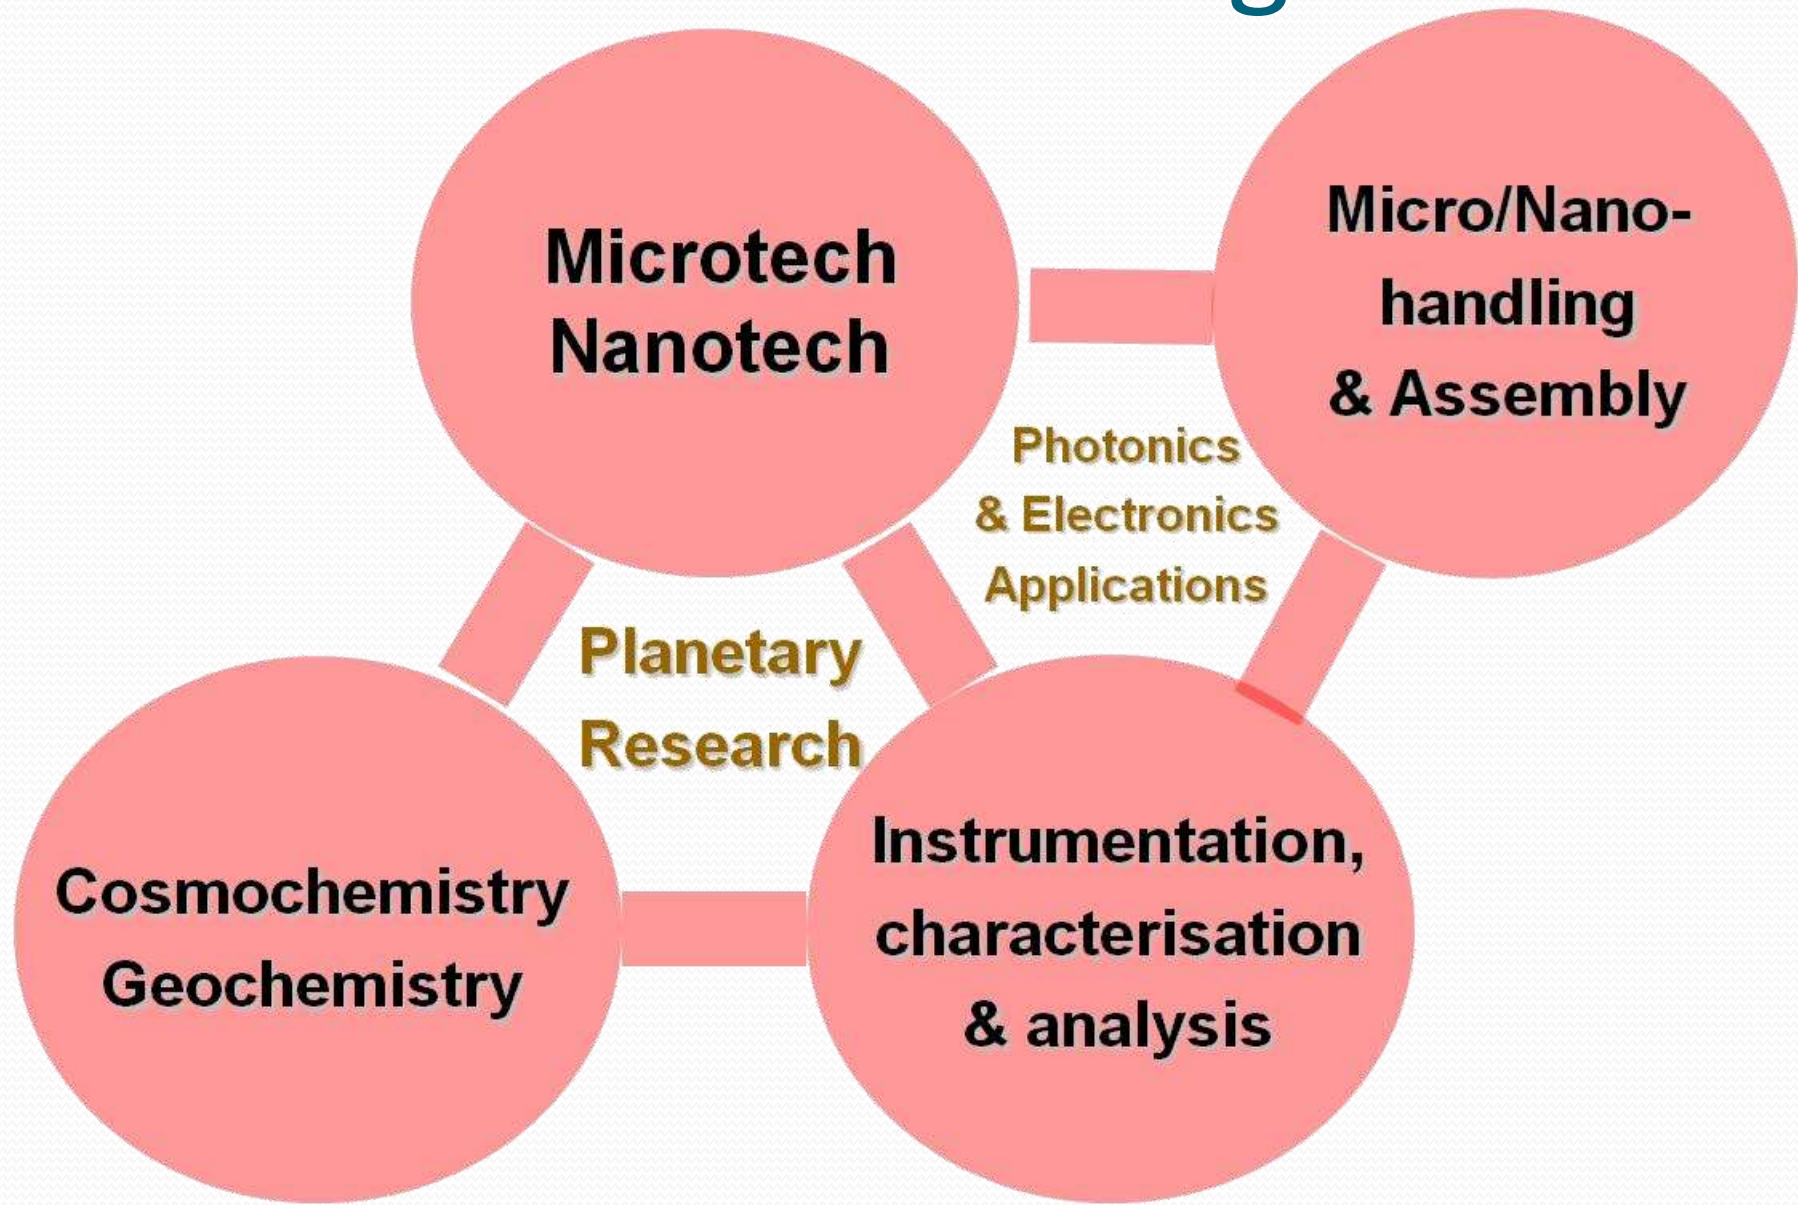 Microtech
Nanotech
Micro/Nano-
handling
& Assembly
Photonics
& Electronics
Applications
Planetary
Research
Cosmochemistry
Geochemistry
Instrumentation,
characterisation
& analysis